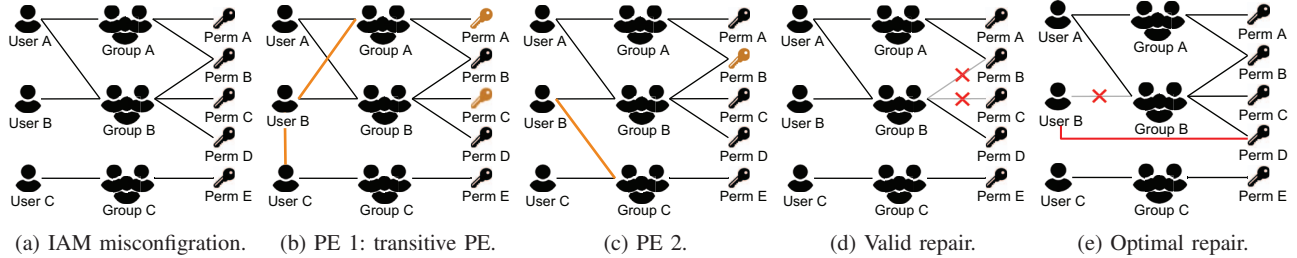 User A Group A Perm A
Perm B
User B Group B Perm C
Perm D
User C Group C Perm E
(a) IAM misconfigration.
User A Group A Perm A
Perm B
User B Group B Perm C
Perm D
User C Group C Perm E
(b) PE 1: transitive PE.
User A Group A Perm A
Perm B
User B Group B Perm C
Perm D
User C Group C Perm E
(c) PE 2.
User A Group A Perm A
Perm B
User B Group B Perm C
Perm D
User C Group C Perm E
(d) Valid repair.
User A Group A Perm A
Perm B
User B Group B Perm C
Perm D
User C Group C Perm E
(e) Optimal repair.